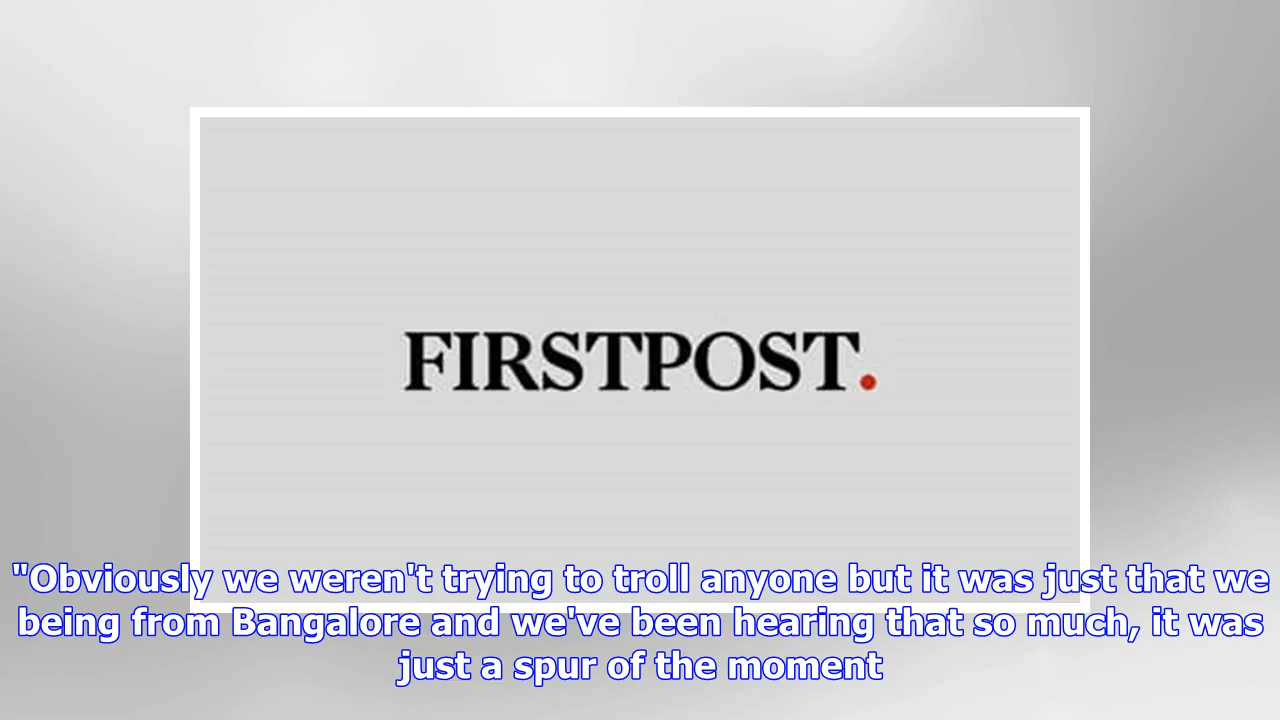 FIRSTPOST.
"Obviously we weren't trying to troll anyone but it was just that we
being from Bangalore and we've been hearing that so much, it was
just a spur of the moment